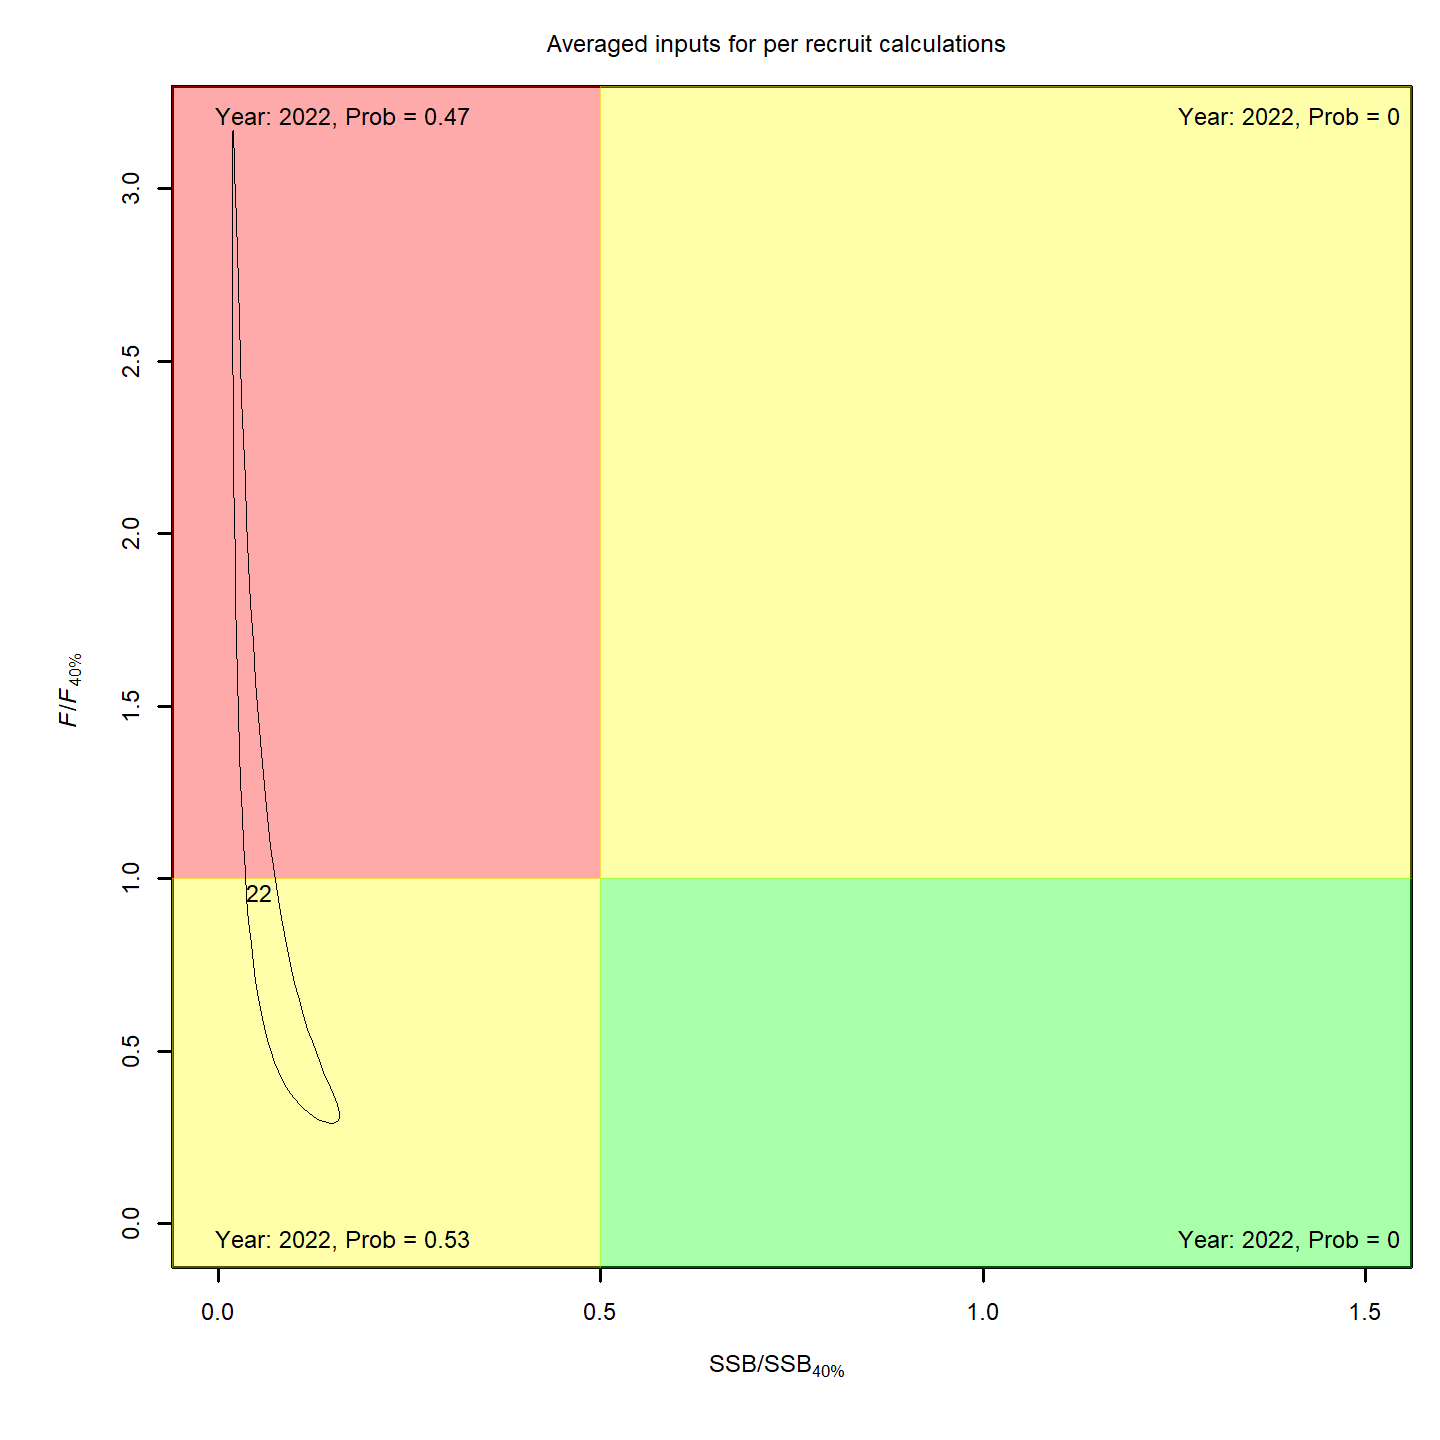 Averaged inputs for per recruit calculations
Year: 2022, Prob = 0.47
Year: 2022, Prob = 0
3.0
2.5
2.0
1.5
1.0
0.5
0.0
F/F40%
22
Year: 2022, Prob = 0.53
Year: 2022, Prob = 0
0.0
0.5
1.0
1.5
SSB/SSB40%